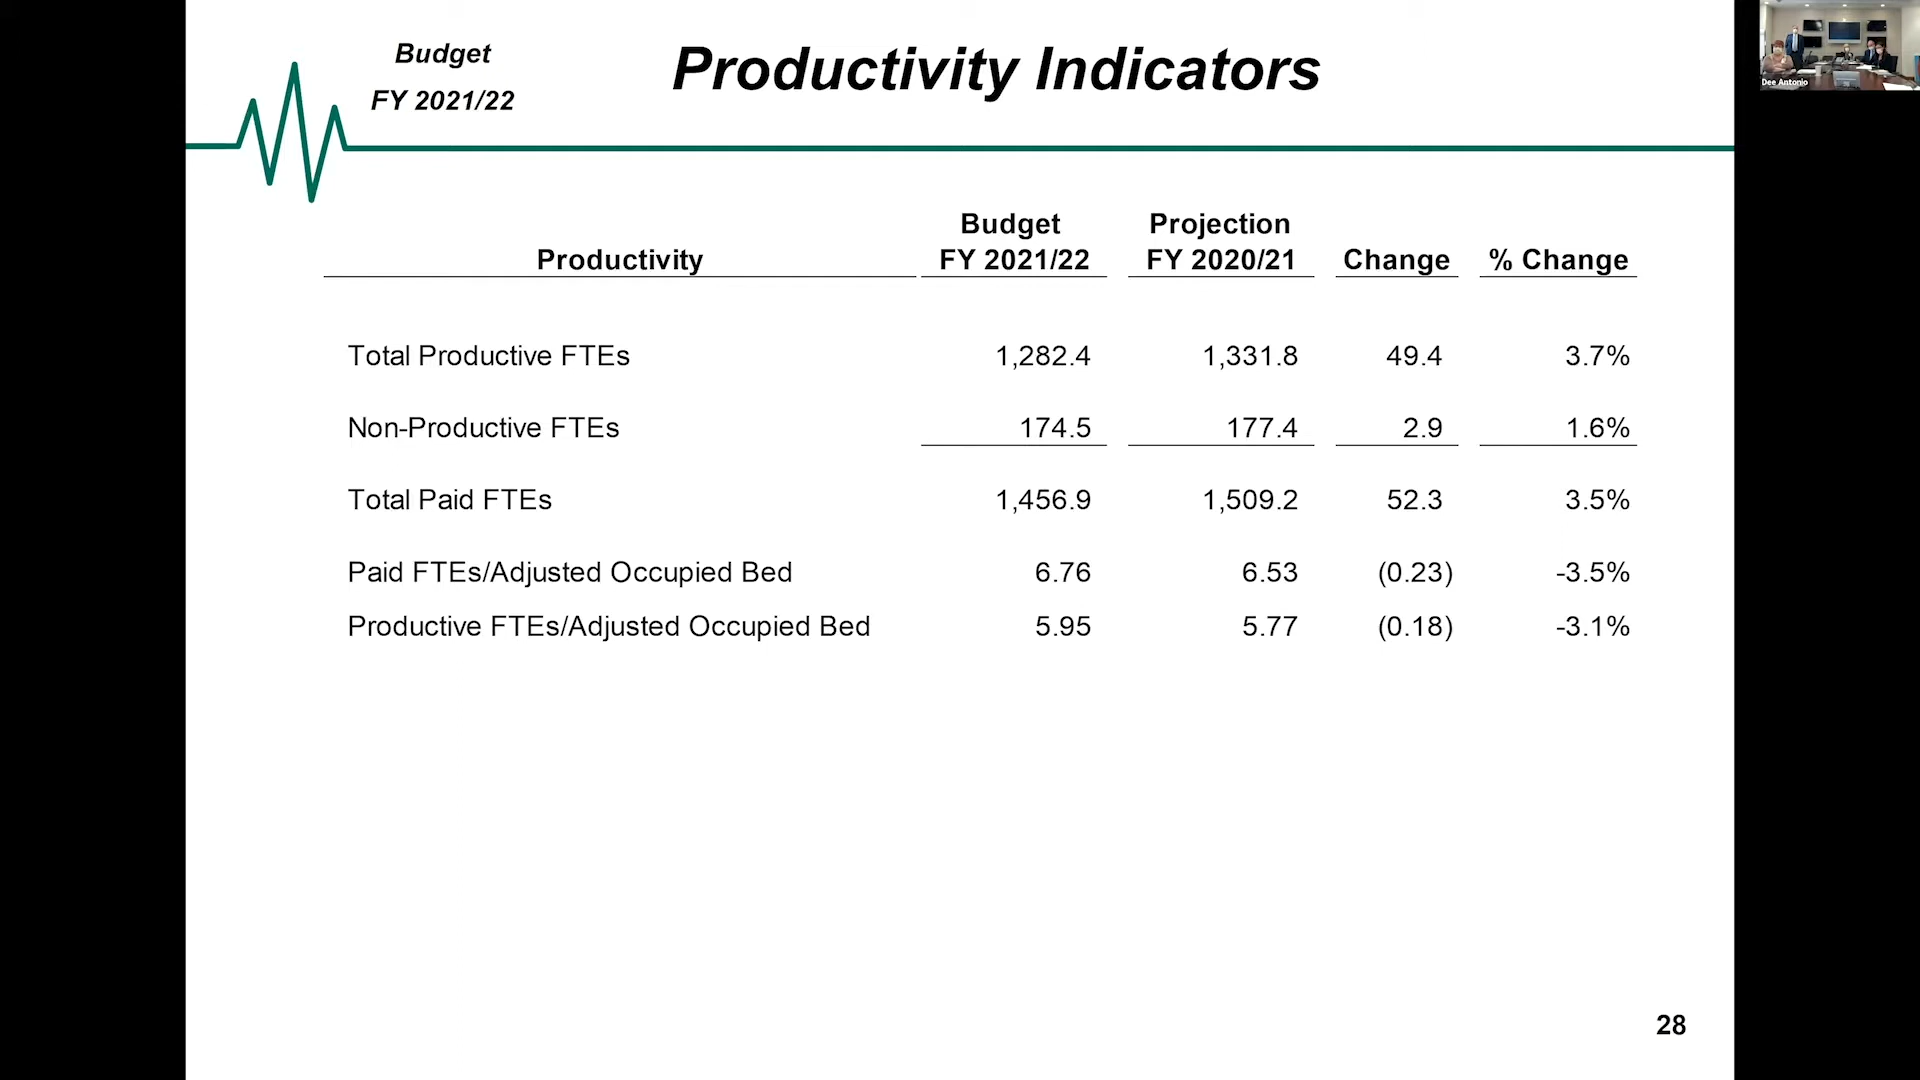 Budget
FY 2021/22
Productivity Indicators
Dee Antonio
Productivity Budget FY 2021/22 Projection FY 2020/21 Change % Change
Total Productive FTEs 1,282.4 1,331.8 49.4 3.7%
Non-Productive FTEs 174.5 177.4 2.9 1.6%
Total Paid FTEs 1,456.9 1,509.2 52.3 3.5%
Paid FTEs/Adjusted Occupied Bed 6.76 6.53 (0.23) -3.5%
Productive FTEs/Adjusted Occupied Bed 5.95 5.77 (0.18) -3.1%
28